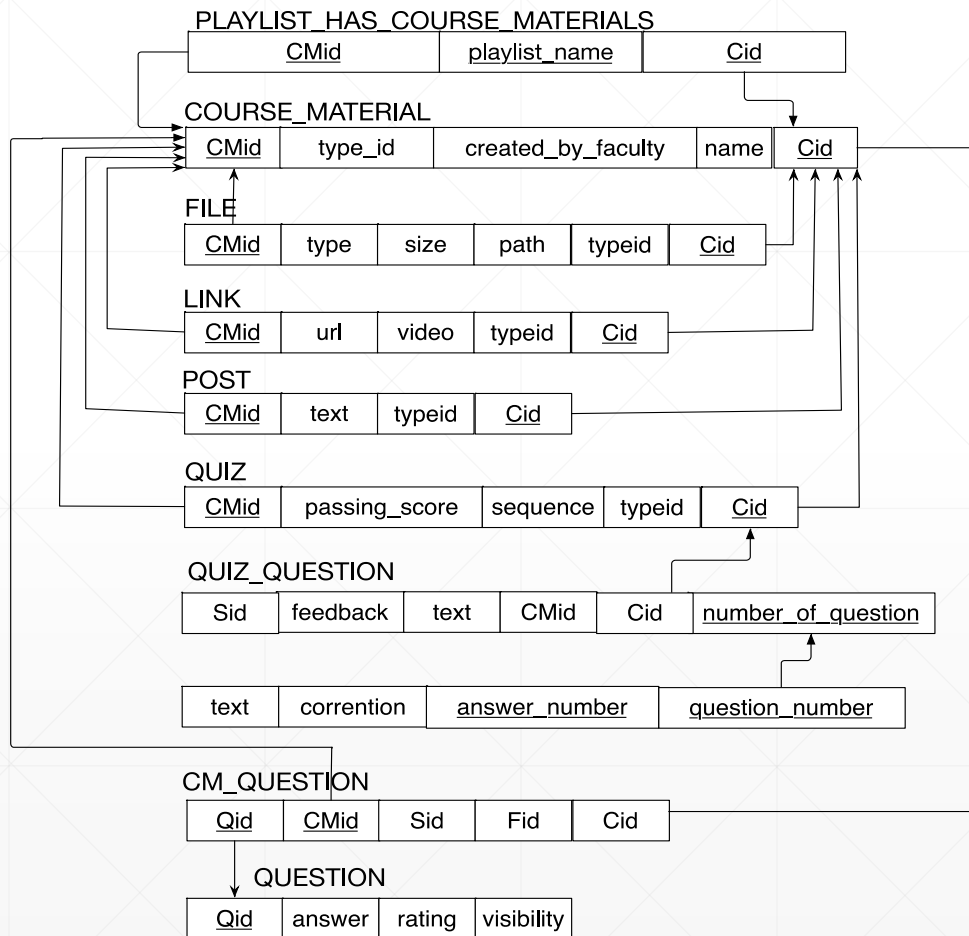 PLAYLIST_HAS_COURSE_MATERIALS
CMid playlist_name Cid
COURSE_MATERIAL
CMid type_id created_by_faculty name Cid
FILE
CMid type size path typeid Cid
LINK
CMid url video typeid Cid
POST
CMid text typeid Cid
QUIZ
CMid passing_score sequence typeid Cid
QUIZ_QUESTION
Sid feedback text CMid Cid number_of_question
text corrention answer_number question_number
CM_QUESTION
Qid CMid Sid Fid Cid
QUESTION
Qid answer rating visibility